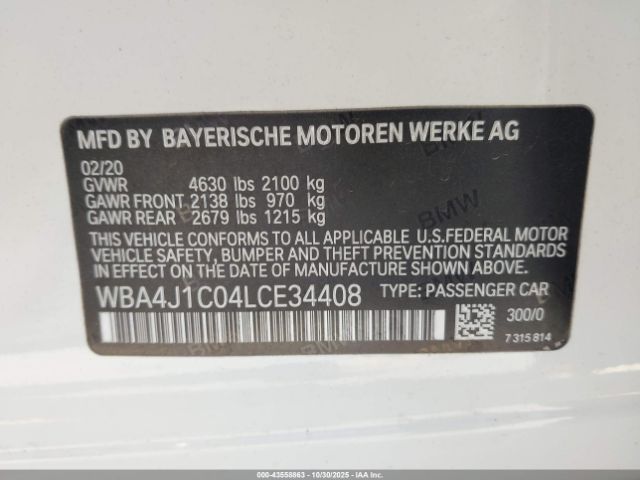 MFD BY BAYERISCHE MOTOREN WERKE AG
02/20
GVWR 4630 lbs 2100 kg
GAWR FRONT 2138 lbs 970 kg
GAWR REAR 2679 lbs 1215 kg
THIS VEHICLE CONFORMS TO ALL APPLICABLE U.S.FEDERAL MOTOR
VEHICLE SAFETY, BUMPER AND THEFT PREVENTION STANDARDS
IN EFFECT ON THE DATE OF MANUFACTURE SHOWN ABOVE.
WBA4J1C04LCE34408 TYPE: PASSENGER CAR
300/0
7 315 814
000-43558863 | 10/30/2025 | Copyright IAA, LLC